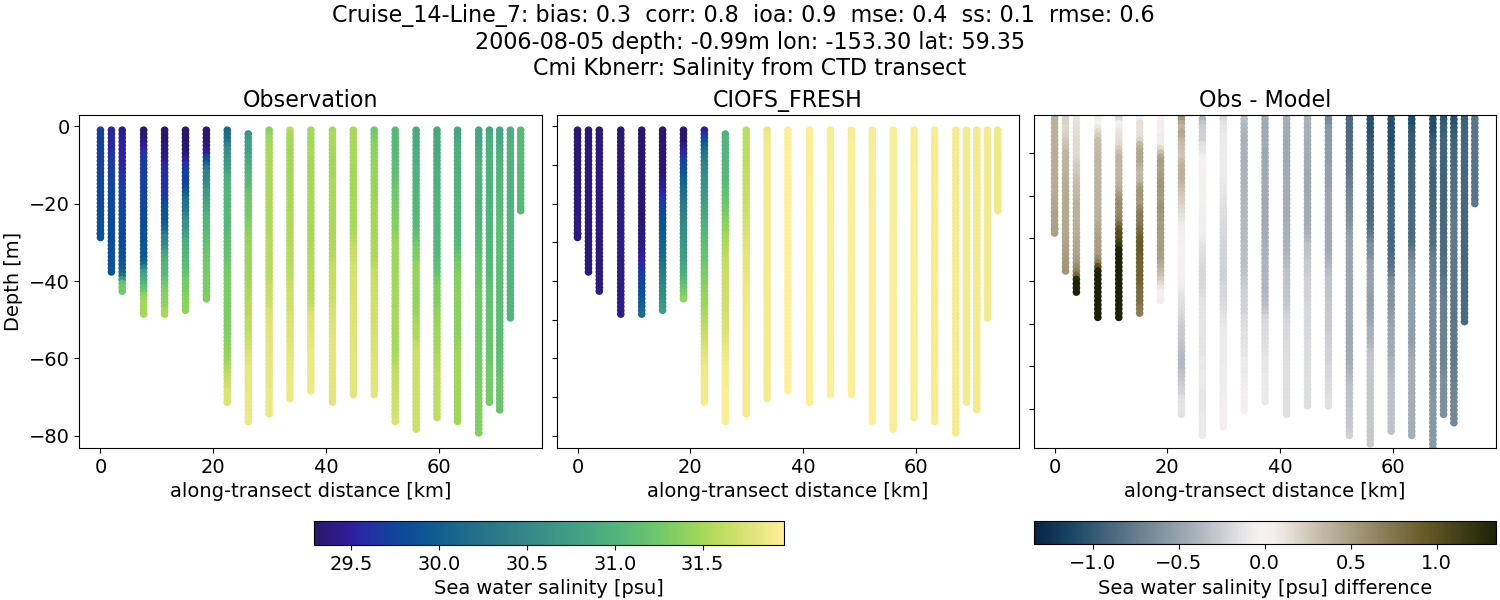 Cruise_14-Line_7: bias: 0.3  corr: 0.8  ioa: 0.9  mse: 0.4  ss: 0.1  rmse: 0.6
2006-08-05 depth: -0.99m lon: -153.30 lat: 59.35
Cmi Kbnerr: Salinity from CTD transect
Observation
CIOFS_FRESH
Obs - Model
Depth [m]
0
−20
−40
−60
−80
0 20 40 60
0 20 40 60
0 20 40 60
along-transect distance [km]
along-transect distance [km]
along-transect distance [km]
29.5 30.0 30.5 31.0 31.5
Sea water salinity [psu]
−1.0 −0.5 0.0 0.5 1.0
Sea water salinity [psu] difference